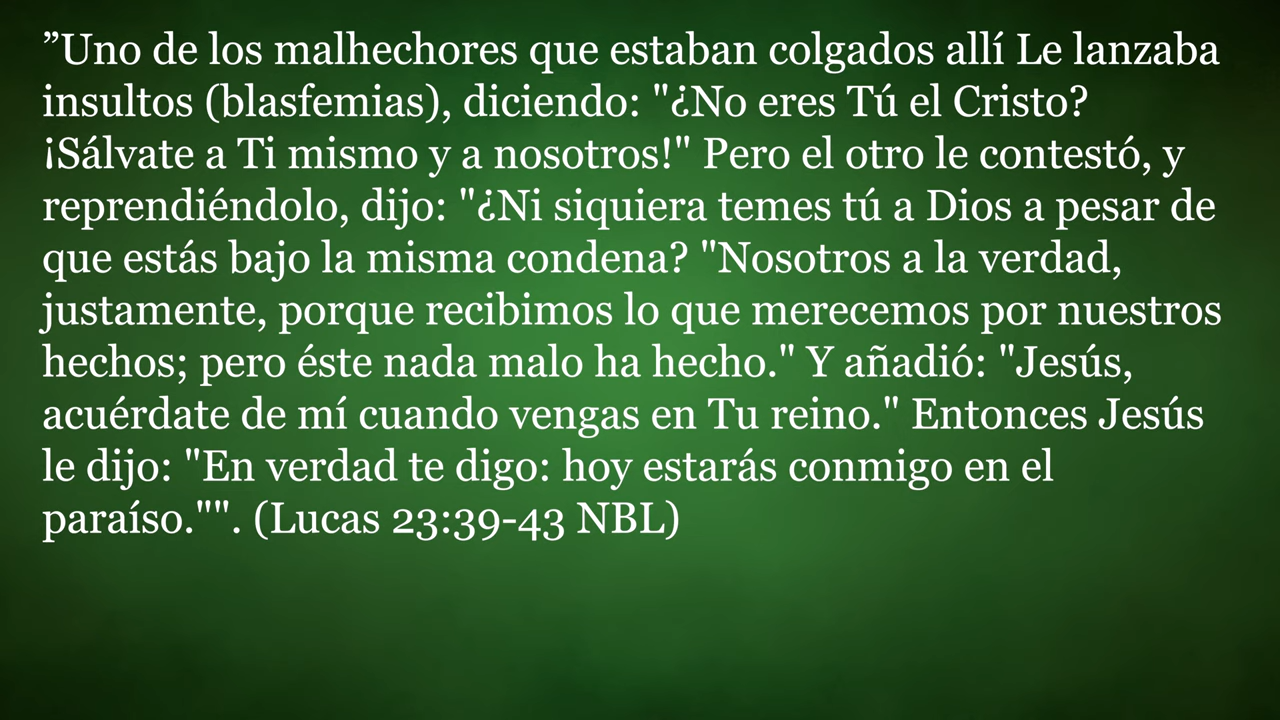 ”Uno de los malhechores que estaban colgados allí Le lanzaba
insultos (blasfemias), diciendo: "¿No eres Tú el Cristo?
¡Sálvate a Ti mismo y a nosotros!" Pero el otro le contestó, y
reprendiéndolo, dijo: "¿Ni siquiera temes tú a Dios a pesar de
que estás bajo la misma condena? "Nosotros a la verdad,
justamente, porque recibimos lo que merecemos por nuestros
hechos; pero éste nada malo ha hecho." Y añadió: "Jesús,
acuérdate de mí cuando vengas en Tu reino." Entonces Jesús
le dijo: "En verdad te digo: hoy estarás conmigo en el
paraíso."". (Lucas 23:39-43 NBL)